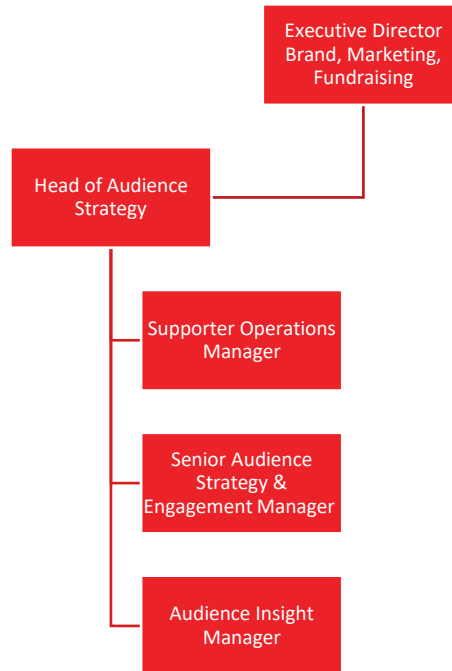 Executive Director
Brand, Marketing,
Fundraising
Head of Audience
Strategy
Supporter Operations
Manager
Senior Audience
Strategy &
Engagement Manager
Audience Insight
Manager